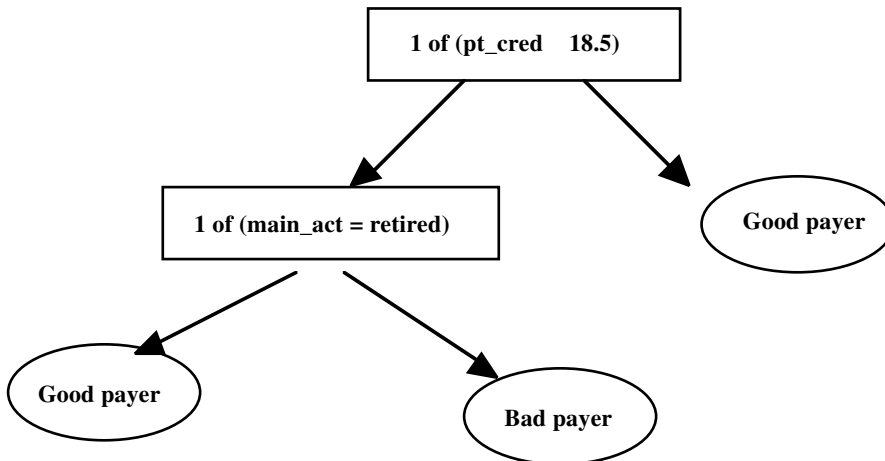 1 of (pt_cred 18.5)
1 of (main_act = retired)
Good payer
Good payer
Bad payer